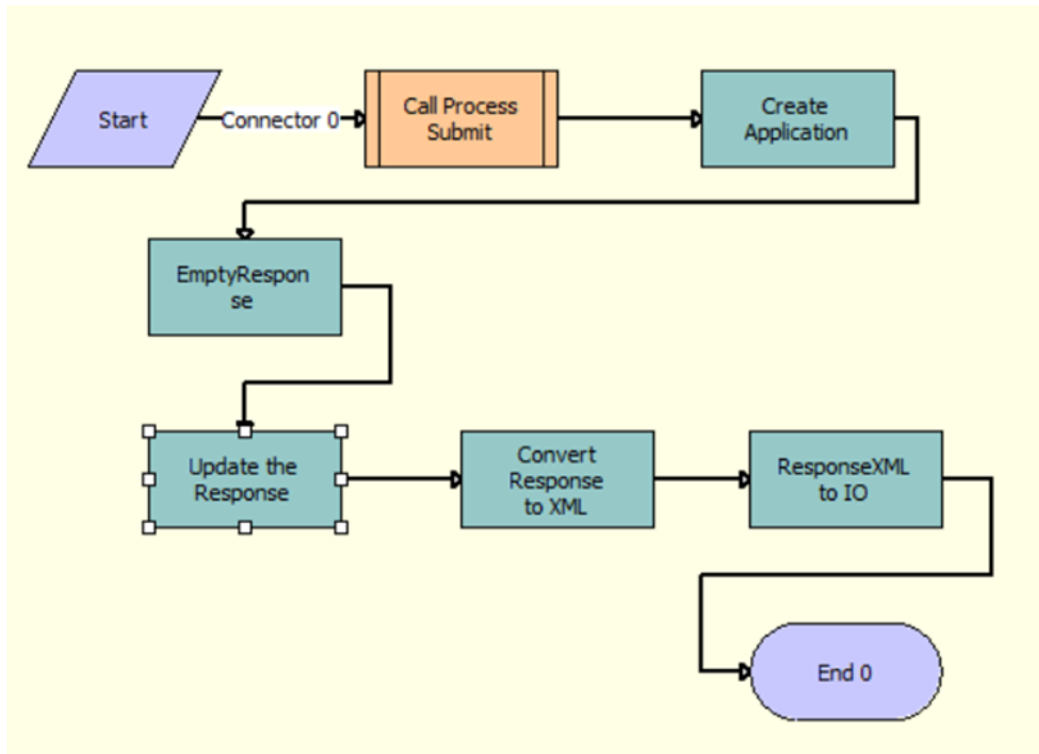 Start
Connector 0
Call Process
Submit
Create
Application
EmptyRespon
se
Update the
Response
Convert
Response
to XML
ResponseXML
to IO
End 0